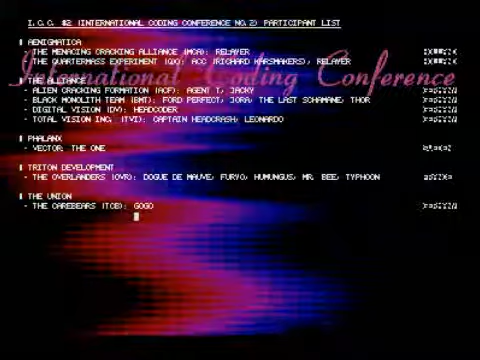 I.C.C. #2 (INTERNATIONAL CODING CONFERENCE NO.2) PARTICIPANT LIST
International Coding Conference
AENIGMATICA
- THE MENACING CRACKING ALLIANCE (MCA): RELAYER
- THE QUARTERMASS EXPERIMENT (QX): ACC (RICHARD KARSMAKERS), RELAYER
THE ALLIANCE
- ALIEN CRACKING FORMATION (ACF): AGENT T, JACKY
- BLACK MONOLITH TEAM (BMT): FORD PERFECT, DORA, THE LAST SCHAMANE, THOR
- DIGITAL VISION (DV): HEADCODER
- TOTAL VISION INC. (TVI): CAPTAIN HEADCRASH, LEONARDO
PHALANX
- VECTOR: THE ONE
TRITON DEVELOPMENT
- THE OVERLANDERS (OVR): DOGUE DE MAUVE, FURYO, HUMUNGUS, MR. BEE, TYPHOON
THE UNION
- THE CAREBEARS (TCB): GOGO